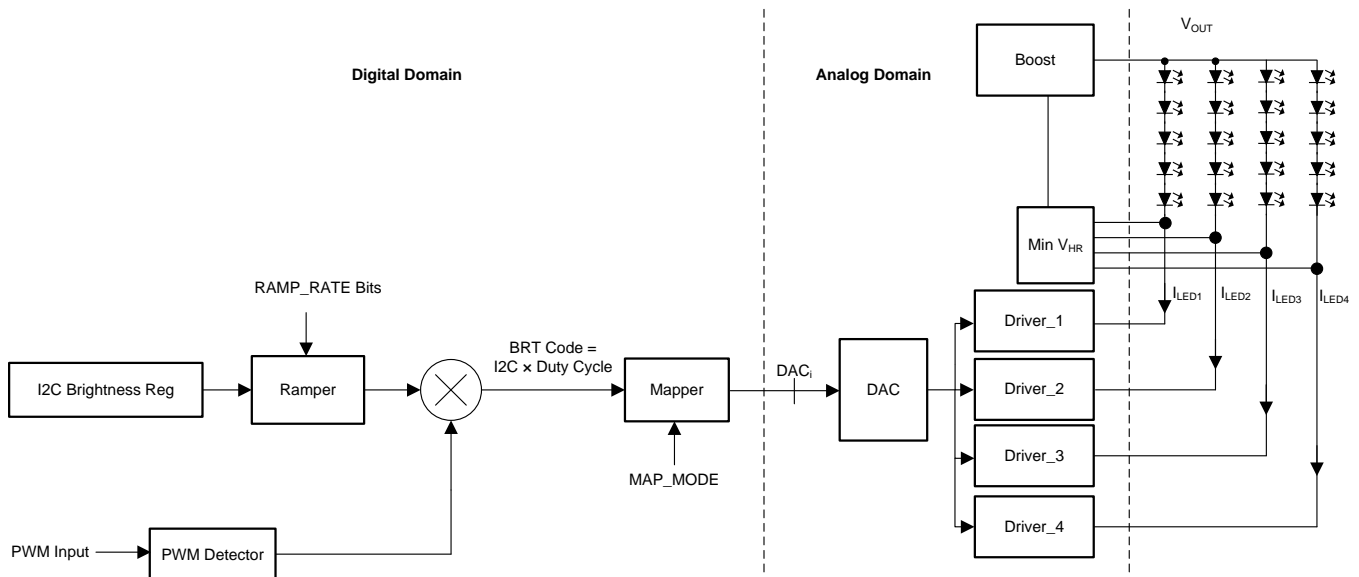 V_OUT
Boost
Digital Domain
Analog Domain
Min V_HR
RAMP_RATE Bits
I_LED1
I_LED2
I_LED3
I_LED4
Driver_1
BRT Code =
I2C × Duty Cycle
DAC_i
I2C Brightness Reg
Ramper
Mapper
DAC
Driver_2
Driver_3
MAP_MODE
Driver_4
PWM Input
PWM Detector